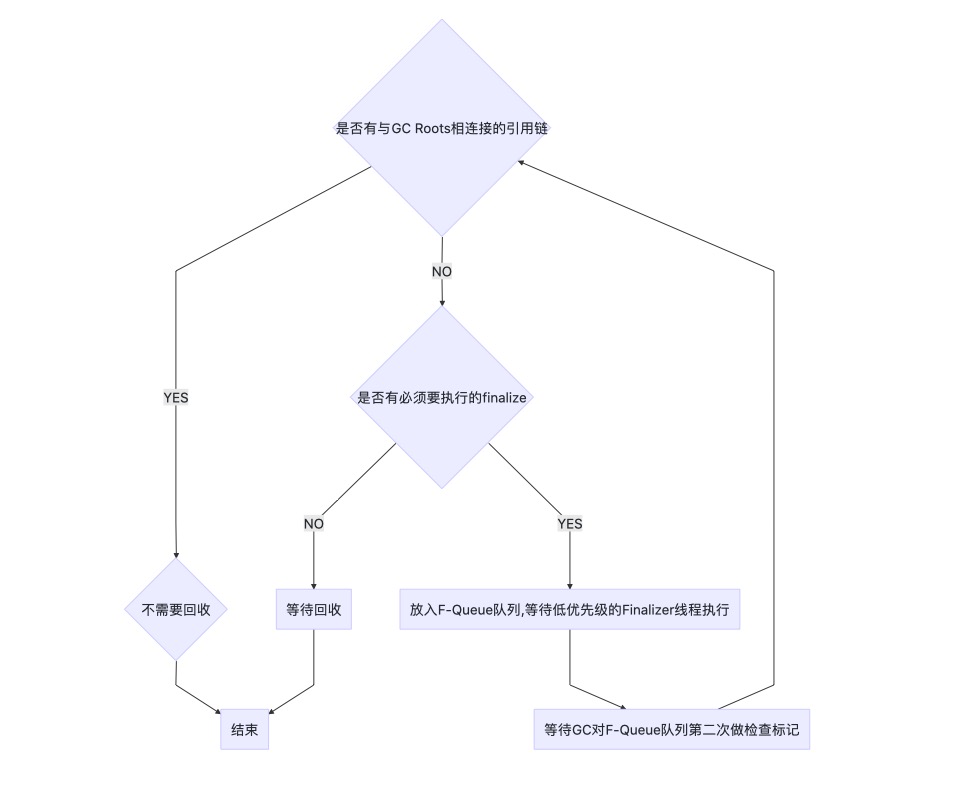 是否有与GC Roots相连接的引用链
NO
是否有必须要执行的finalize
YES
NO
YES
不需要回收
等待回收
放入F-Queue队列,等待低优先级的Finalizer线程执行
结束
等待GC对F-Queue队列第二次做检查标记